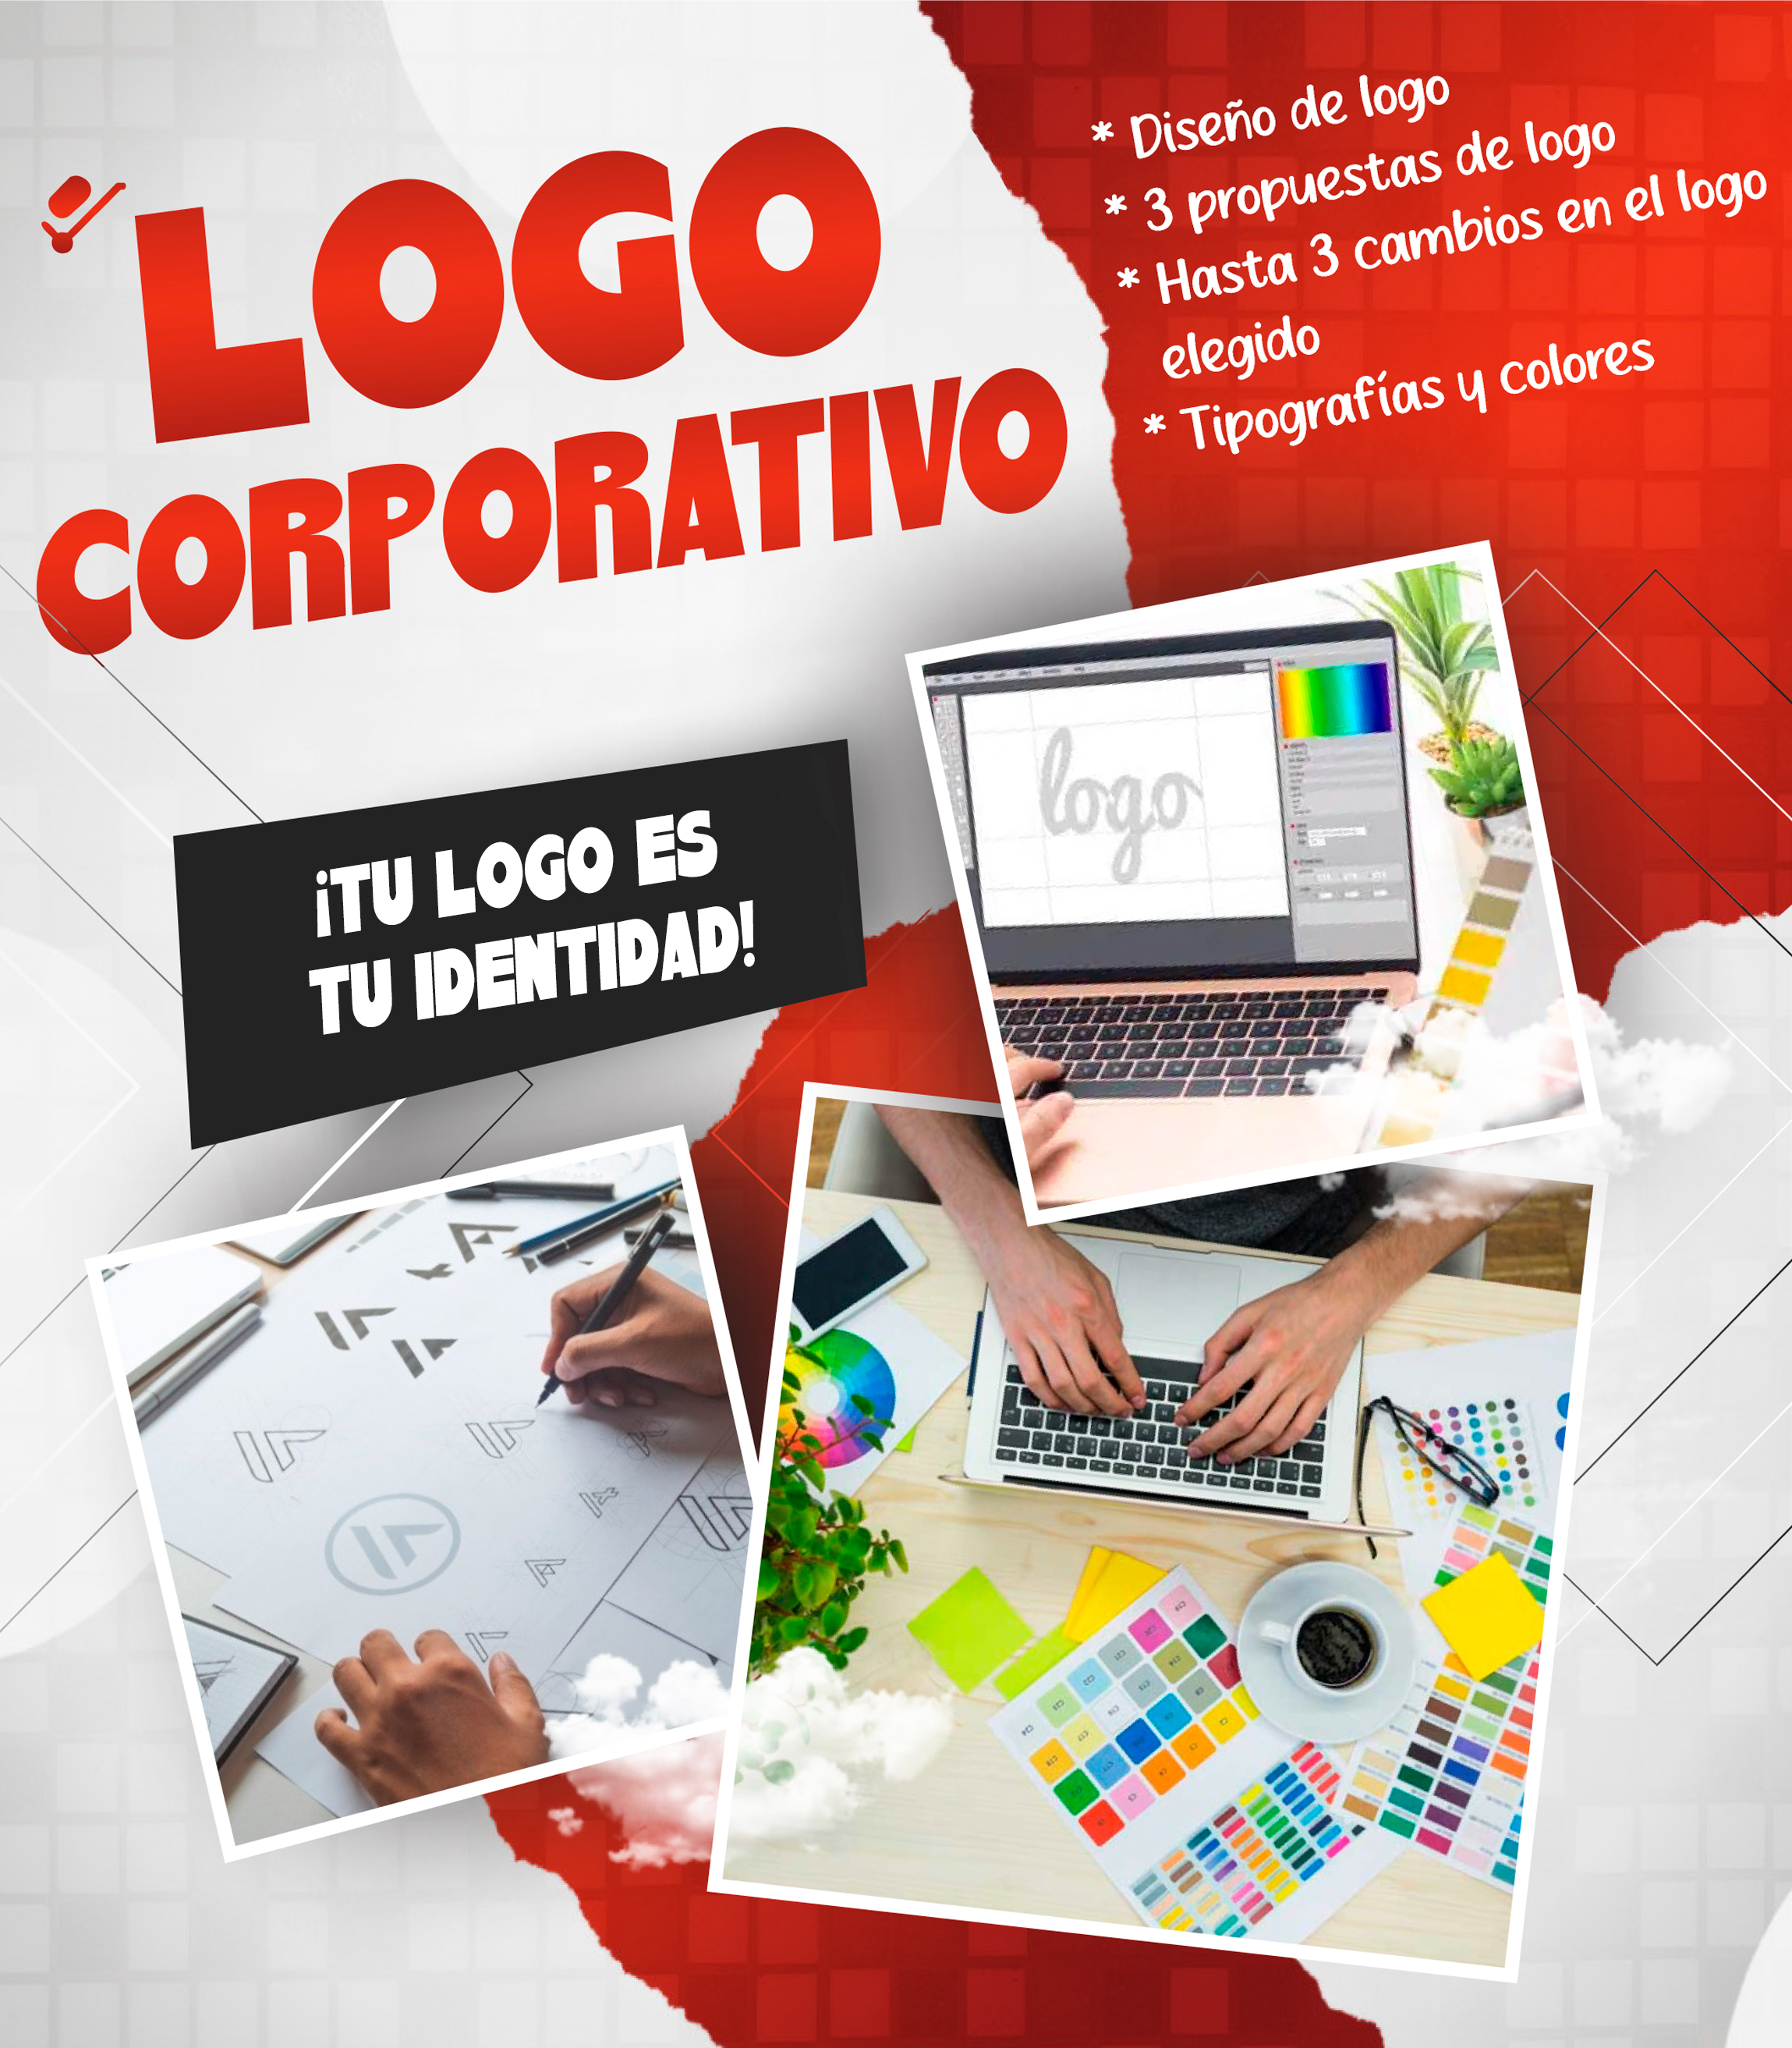 LOGO
CORPORATIVO
* Diseño de logo
* 3 propuestas de logo
* Hasta 3 cambios en el logo
elegido
* Tipografías y colores
¡TU LOGO ES
TU IDENTIDAD!
logo